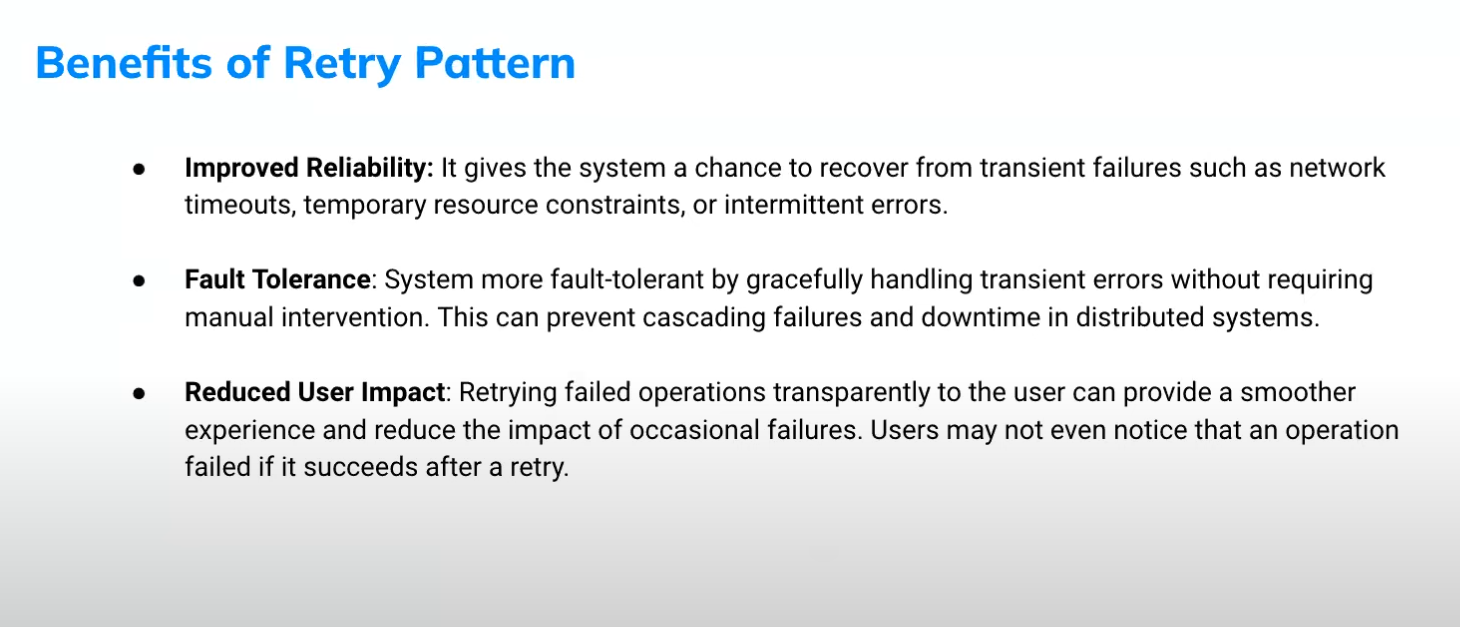 Benefits of Retry Pattern
● Improved Reliability: It gives the system a chance to recover from transient failures such as network
timeouts, temporary resource constraints, or intermittent errors.
● Fault Tolerance: System more fault-tolerant by gracefully handling transient errors without requiring
manual intervention. This can prevent cascading failures and downtime in distributed systems.
● Reduced User Impact: Retrying failed operations transparently to the user can provide a smoother
experience and reduce the impact of occasional failures. Users may not even notice that an operation
failed if it succeeds after a retry.